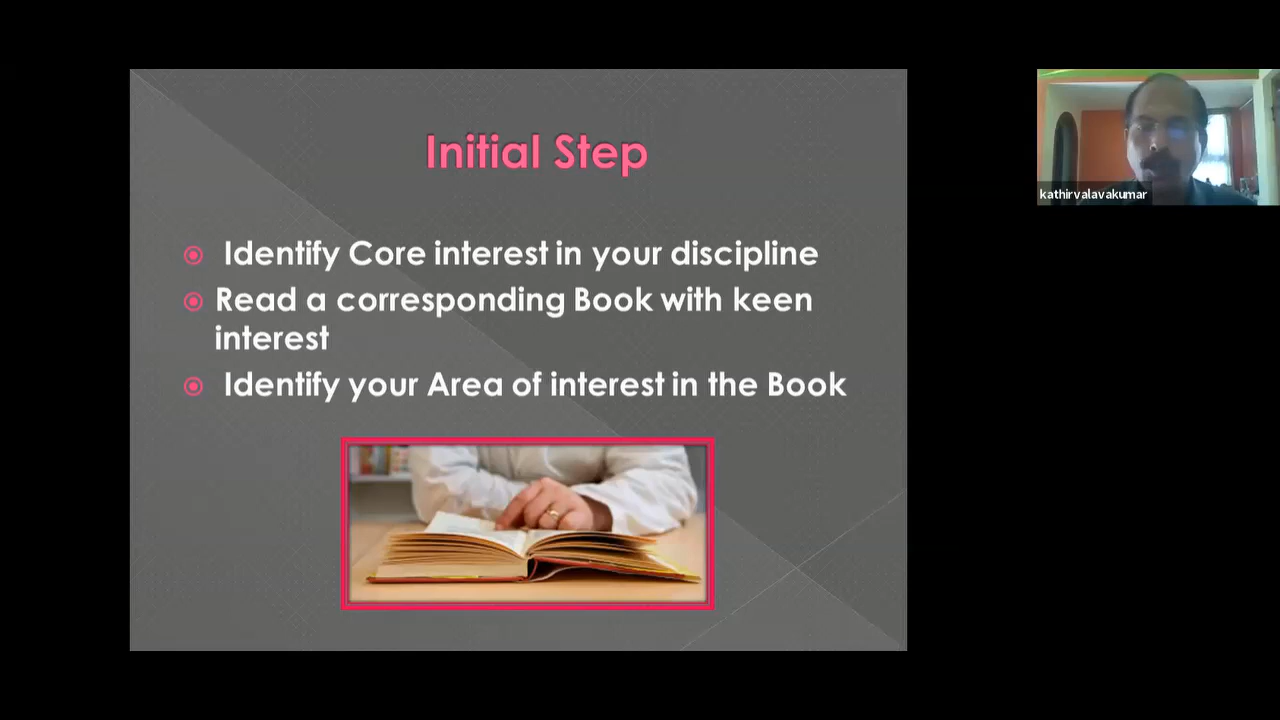 Initial Step
Identify Core interest in your discipline
Read a corresponding Book with keen
interest
Identify your Area of interest in the Book
kathirvalavakumar